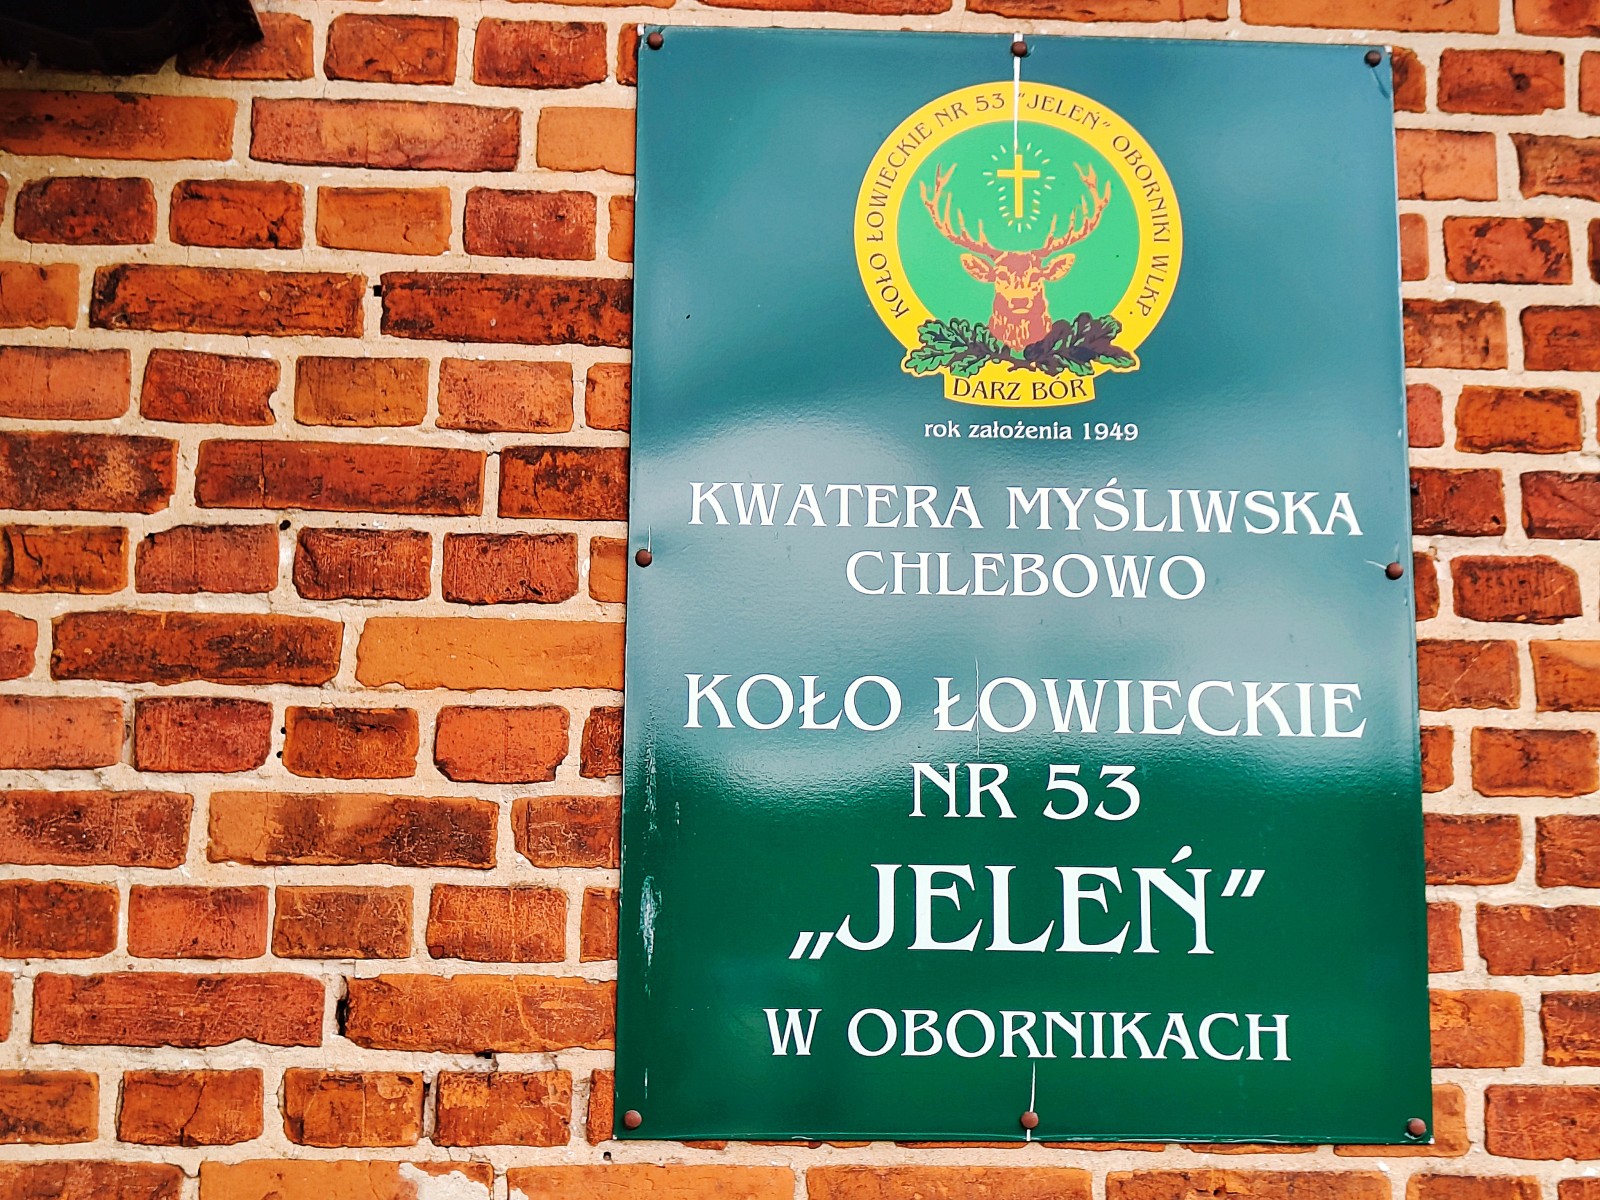 KOŁO ŁOWIECKIE NR 53 "JELEŃ" OBORNIKI WLKP.
DARZ BÓR
rok założenia 1949
KWATERA MYŚLIWSKA
CHLEBOWO
KOŁO ŁOWIECKIE
NR 53
„JELEŃ"
W OBORNIKACH